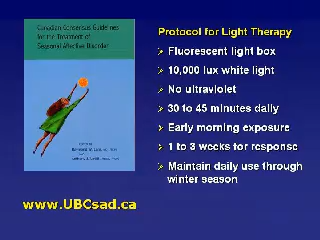 Canadian Consensus Guidelines
for the Treatment of
Seasonal Affective Disorder
Protocol for Light Therapy
Fluorescent light box
10,000 lux white light
No ultraviolet
30 to 45 minutes daily
Early morning exposure
1 to 3 weeks for response
Maintain daily use through
winter season
www.UBCsad.ca